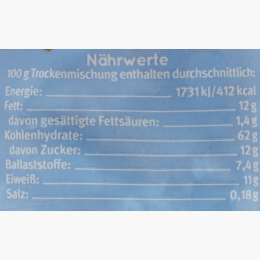 Nährwerte
100 g Trockenmischung enthalten durchschnittlich:
Energie: 1731 kJ/412 kcal
Fett: 12 g
davon gesättigte Fettsäuren: 1,4 g
Kohlenhydrate: 62 g
davon Zucker: 12 g
Ballaststoffe: 7,4 g
Eiweiß: 11 g
Salz: 0,18 g